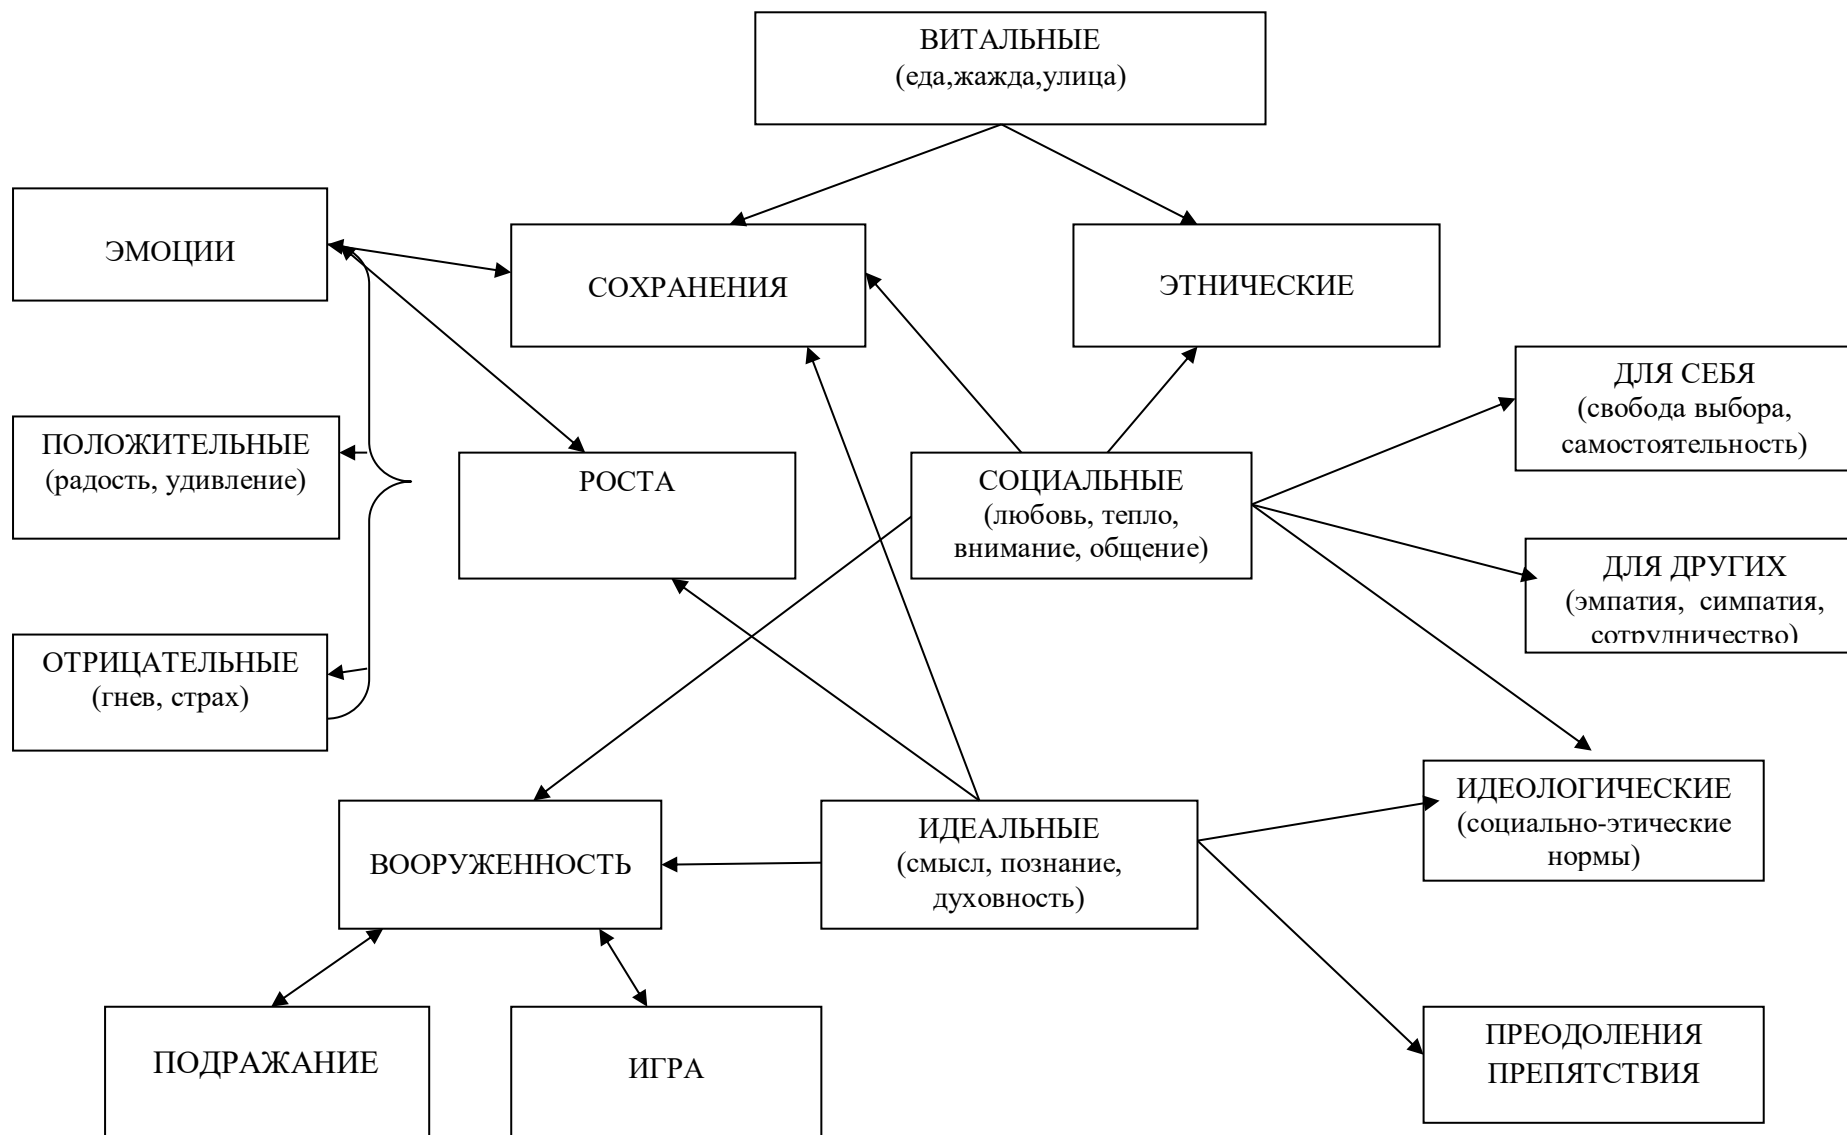 ВИТАЛЬНЫЕ
(еда,жажда,улица)
ЭМОЦИИ
СОХРАНЕНИЯ
ЭТНИЧЕСКИЕ
ДЛЯ СЕБЯ
(свобода выбора,
самостоятельность)
ПОЛОЖИТЕЛЬНЫЕ
(радость, удивление)
РОСТА
СОЦИАЛЬНЫЕ
(любовь, тепло,
внимание, общение)
ДЛЯ ДРУГИХ
(эмпатия, симпатия,
сотрудничество)
ОТРИЦАТЕЛЬНЫЕ
(гнев, страх)
ИДЕОЛОГИЧЕСКИЕ
(социально-этические
нормы)
ВООРУЖЕННОСТЬ
ИДЕАЛЬНЫЕ
(смысл, познание,
духовность)
ПОДРАЖАНИЕ
ИГРА
ПРЕОДОЛЕНИЯ
ПРЕПЯТСТВИЯ